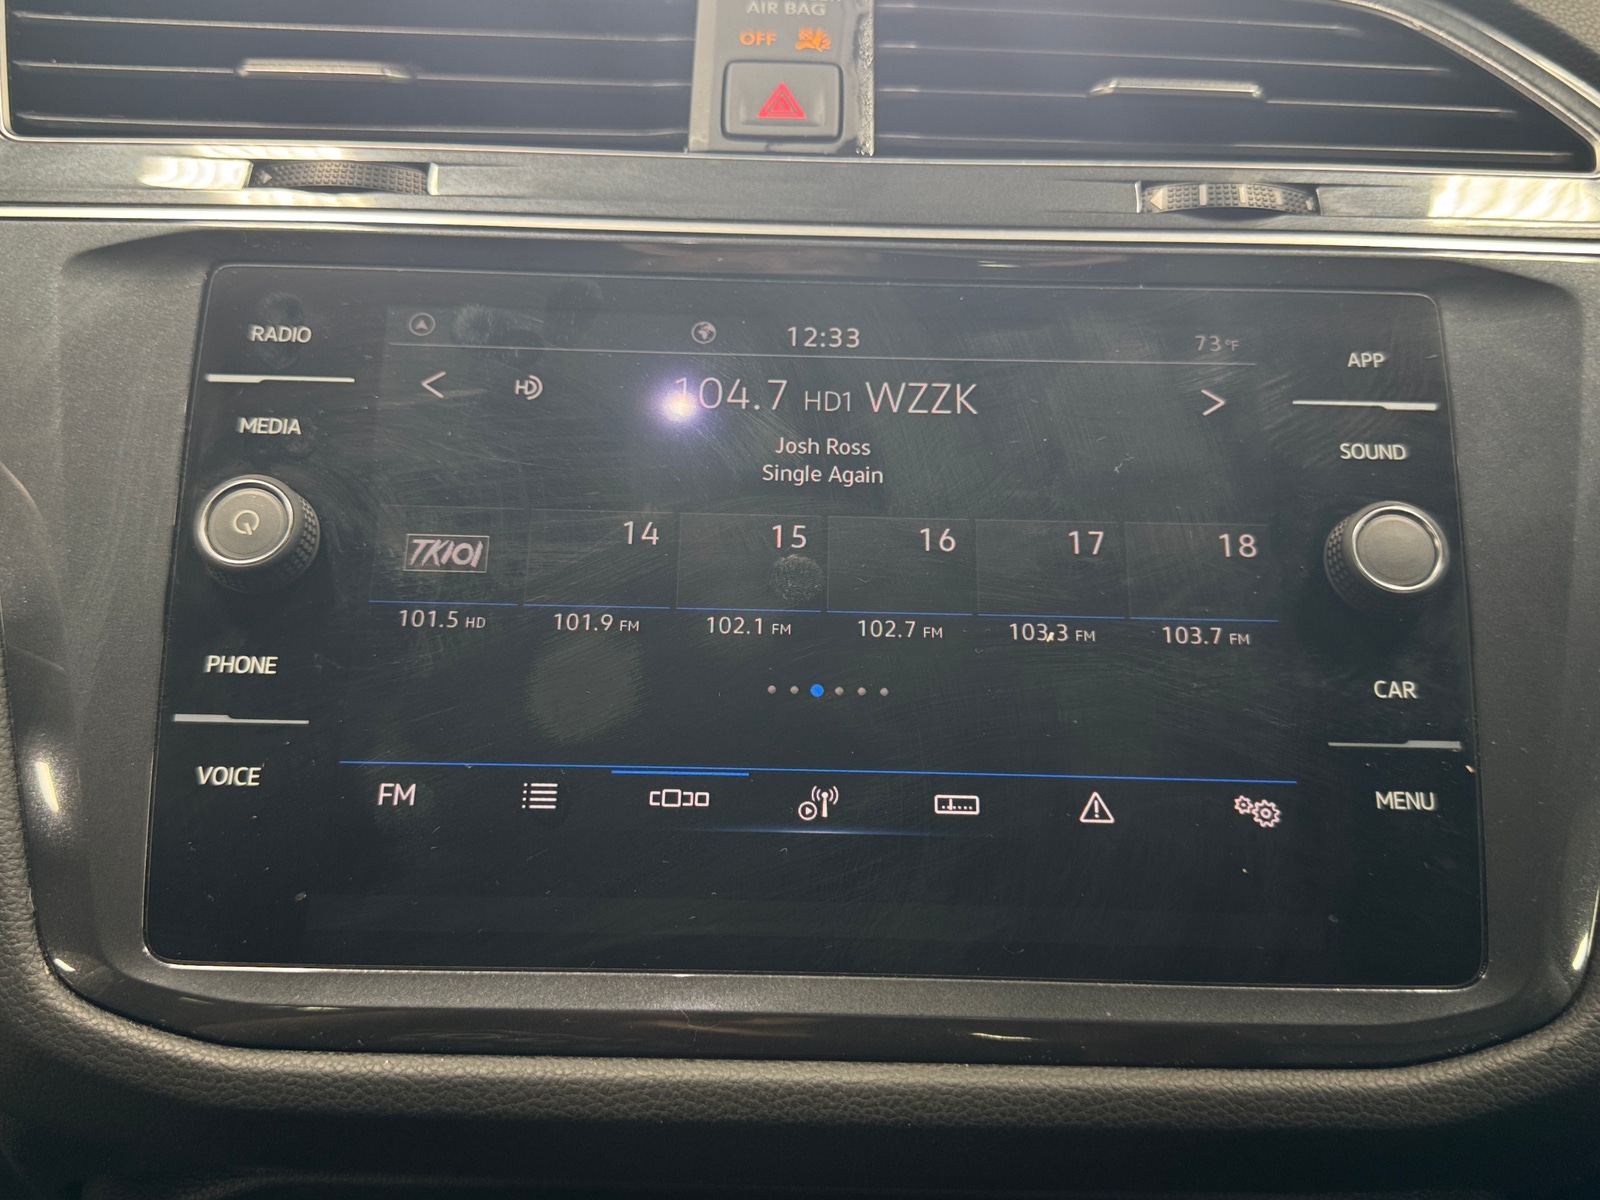 AIR BAG
OFF
RADIO
MEDIA
PHONE
VOICE
12:33
73°F
HD
104.7 HD1 WZZK
Josh Ross
Single Again
TK101
14
15
16
17
18
101.5 HD
101.9 FM
102.1 FM
102.7 FM
103.3 FM
103.7 FM
FM
APP
SOUND
CAR
MENU